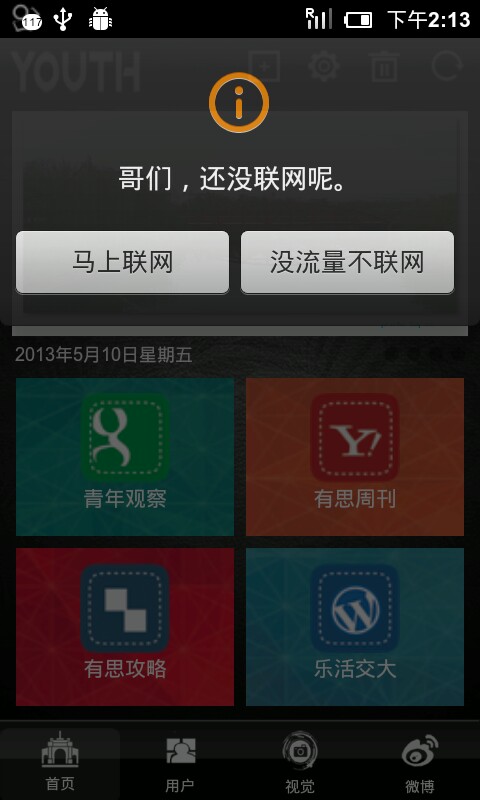 117
R
下午2:13
YOUTH
哥们，还没联网呢。
马上联网
没流量不联网
2013年5月10日星期五
青年观察
Y!
有思周刊
有思攻略
W
乐活交大
首页
用户
视觉
微博